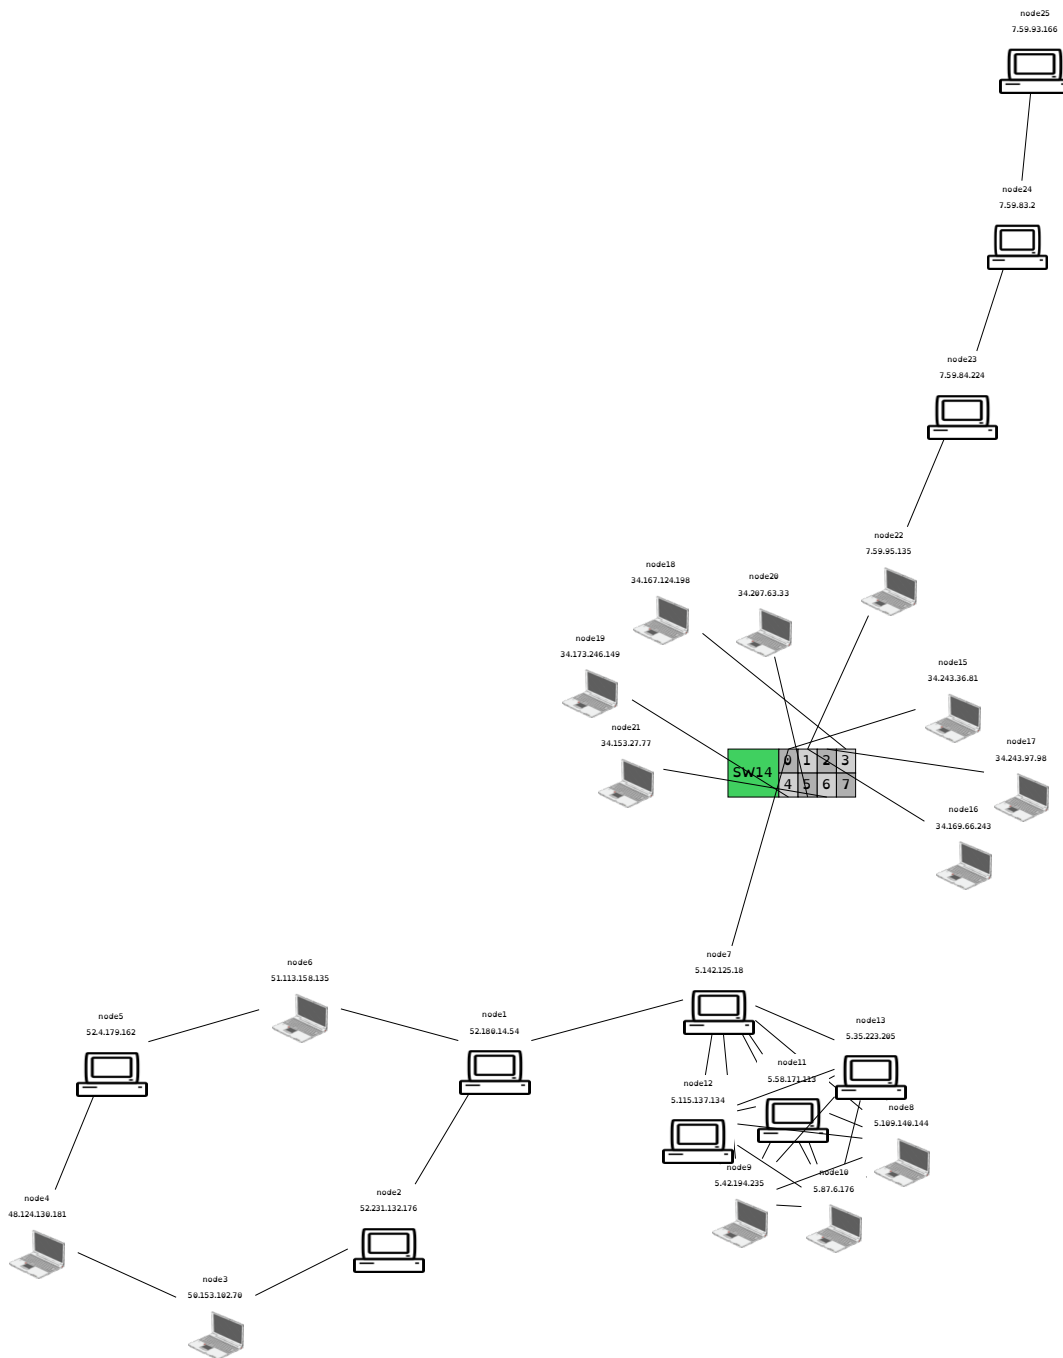 node25
7.59.93.166
node24
7.59.83.2
node23
7.59.84.224
node22
7.59.95.135
node18
34.167.124.198
node20
34.207.63.33
node19
34.173.246.149
node15
34.243.36.81
node21
34.153.27.77
node17
34.243.97.98
SW14
0 1 2 3
4 5 6 7
node16
34.169.66.243
node7
5.142.125.18
node6
51.113.158.135
node5
52.4.179.162
node1
52.180.14.54
node13
5.35.223.205
node11
5.58.171.113
node12
5.115.137.134
node8
5.109.140.144
node9
5.42.194.235
node10
5.87.6.176
node4
48.124.130.181
node2
52.231.132.176
node3
50.153.102.70